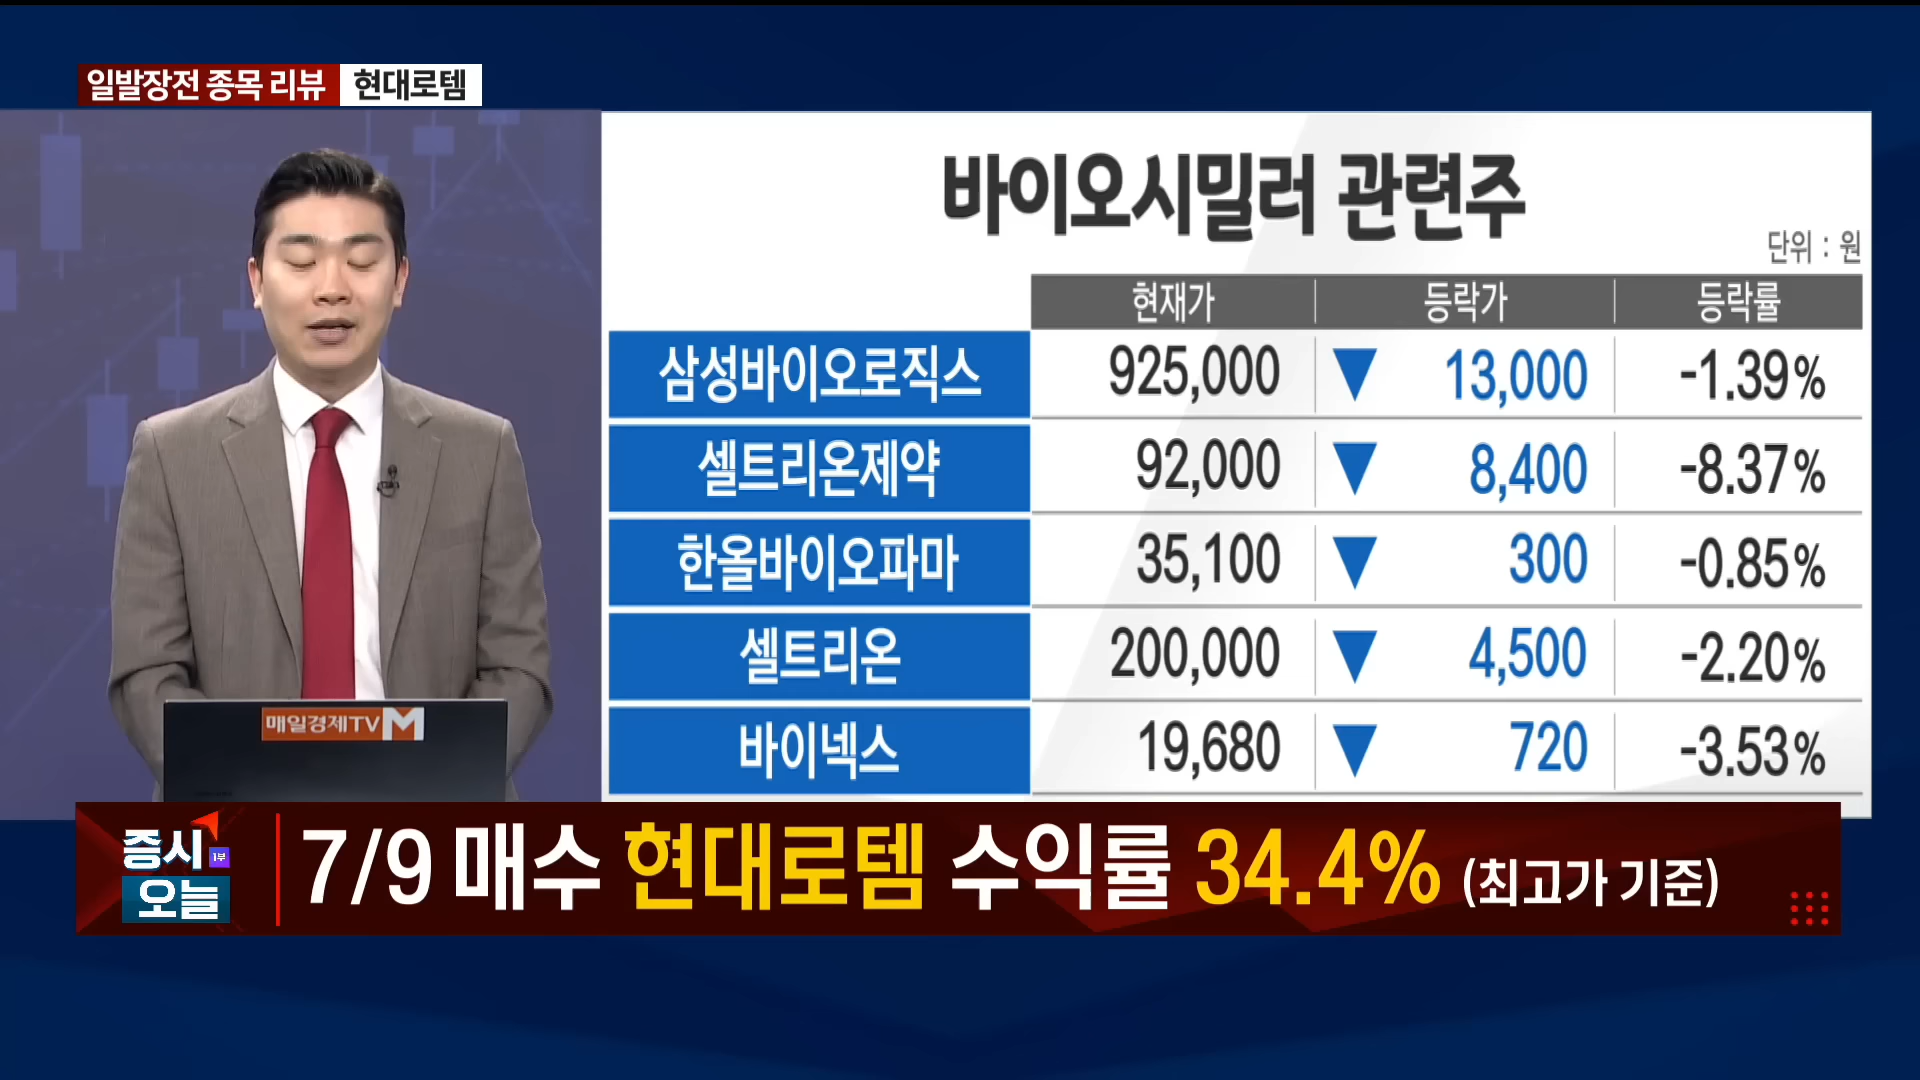 일발장전 종목 리뷰 현대로템
바이오시밀러 관련주
단위 : 원
현재가 등락가 등락률
삼성바이오로직스 925,000 ▼ 13,000 -1.39%
셀트리온제약 92,000 ▼ 8,400 -8.37%
한올바이오파마 35,100 ▼ 300 -0.85%
셀트리온 200,000 ▼ 4,500 -2.20%
바이넥스 19,680 ▼ 720 -3.53%
매일경제TV M
증시 1부
오늘
7/9 매수 현대로템 수익률 34.4% (최고가 기준)